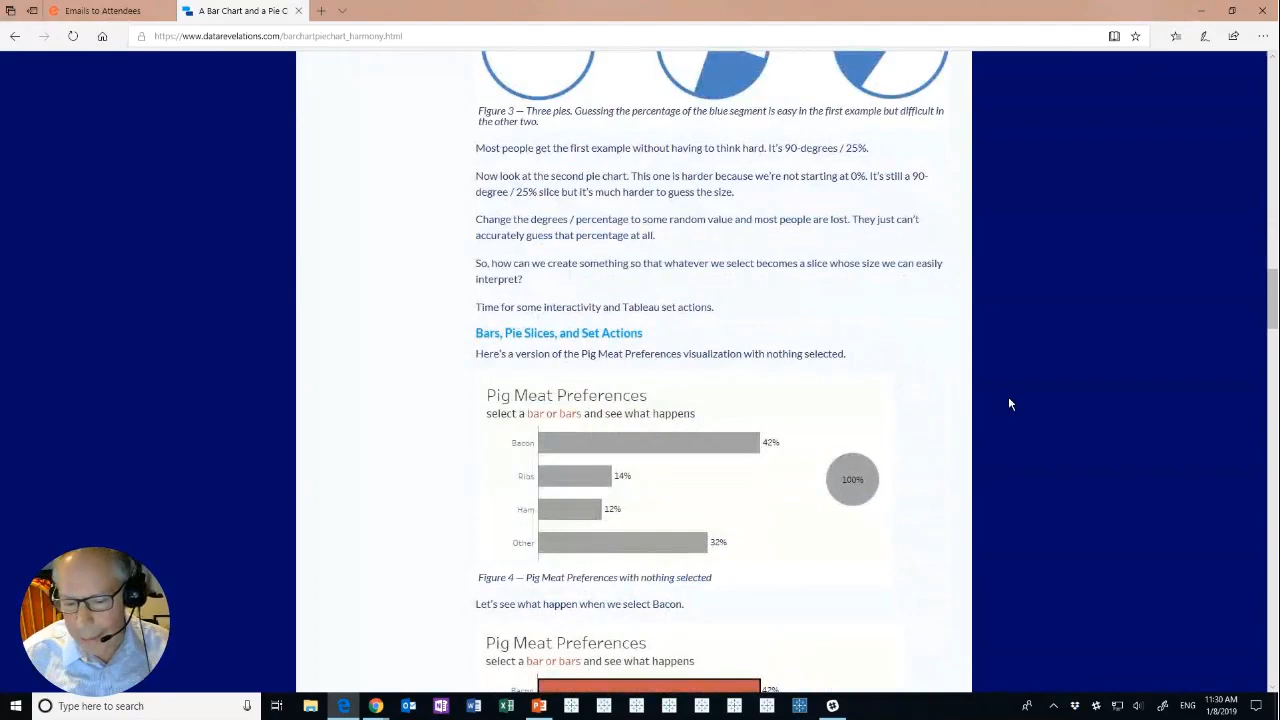 Emails to Attendees
A Bar Chart and a Pie C
https://www.datarevelations.com/barchartpiechart_harmony.html
Figure 3 — Three pies. Guessing the percentage of the blue segment is easy in the first example but difficult in
the other two.
Most people get the first example without having to think hard. It's 90-degrees / 25%.
Now look at the second pie chart. This one is harder because we're not starting at 0%. It's still a 90-
degree / 25% slice but it's much harder to guess the size.
Change the degrees / percentage to some random value and most people are lost. They just can't
accurately guess that percentage at all.
So, how can we create something so that whatever we select becomes a slice whose size we can easily
interpret?
Time for some interactivity and Tableau set actions.
Bars, Pie Slices, and Set Actions
Here's a version of the Pig Meat Preferences visualization with nothing selected.
Pig Meat Preferences
select a bar or bars and see what happens
Bacon 42%
Ribs 14%
100%
Ham 12%
Other 32%
Figure 4 — Pig Meat Preferences with nothing selected
Let's see what happen when we select Bacon.
Pig Meat Preferences
select a bar or bars and see what happens
Bacon 42%
Type here to search
ENG
11:30 AM
1/8/2019